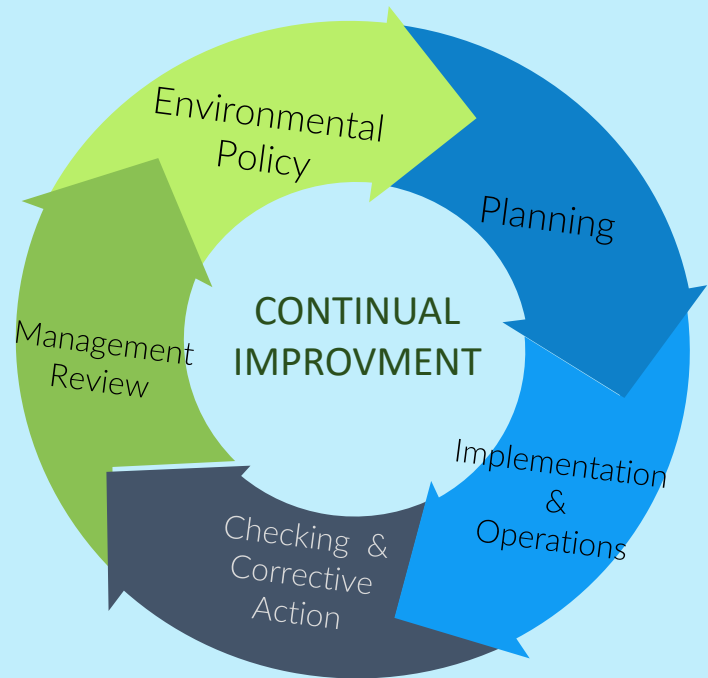 Environmental
Policy
Planning
Implementation
&
Operations
Checking &
Corrective
Action
Management
Review
CONTINUAL
IMPROVMENT